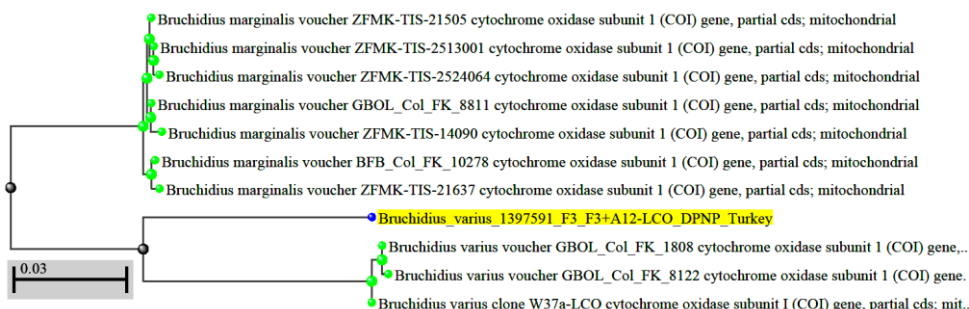 Bruchidius marginalis voucher ZFMK-TIS-21505 cytochrome oxidase subunit 1 (COI) gene, partial cds; mitochondrial
Bruchidius marginalis voucher ZFMK-TIS-2513001 cytochrome oxidase subunit 1 (COI) gene, partial cds; mitochondrial
Bruchidius marginalis voucher ZFMK-TIS-2524064 cytochrome oxidase subunit 1 (COI) gene, partial cds; mitochondrial
Bruchidius marginalis voucher GBOL_Col_FK_8811 cytochrome oxidase subunit 1 (COI) gene, partial cds; mitochondrial
Bruchidius marginalis voucher ZFMK-TIS-14090 cytochrome oxidase subunit 1 (COI) gene, partial cds; mitochondrial
Bruchidius marginalis voucher BFB_Col_FK_10278 cytochrome oxidase subunit 1 (COI) gene, partial cds; mitochondrial
Bruchidius marginalis voucher ZFMK-TIS-21637 cytochrome oxidase subunit 1 (COI) gene, partial cds; mitochondrial
Bruchidius_varius_1397591_F3_F3+A12-LCO_DPNP_Turkey
Bruchidius varius voucher GBOL_Col_FK_1808 cytochrome oxidase subunit 1 (COI) gene,..
0.03
Bruchidius varius voucher GBOL_Col_FK_8122 cytochrome oxidase subunit 1 (COI) gene.
Bruchidius varius clone W37a-LCO cytochrome oxidase subunit I (COI) gene, partial cds; mit..